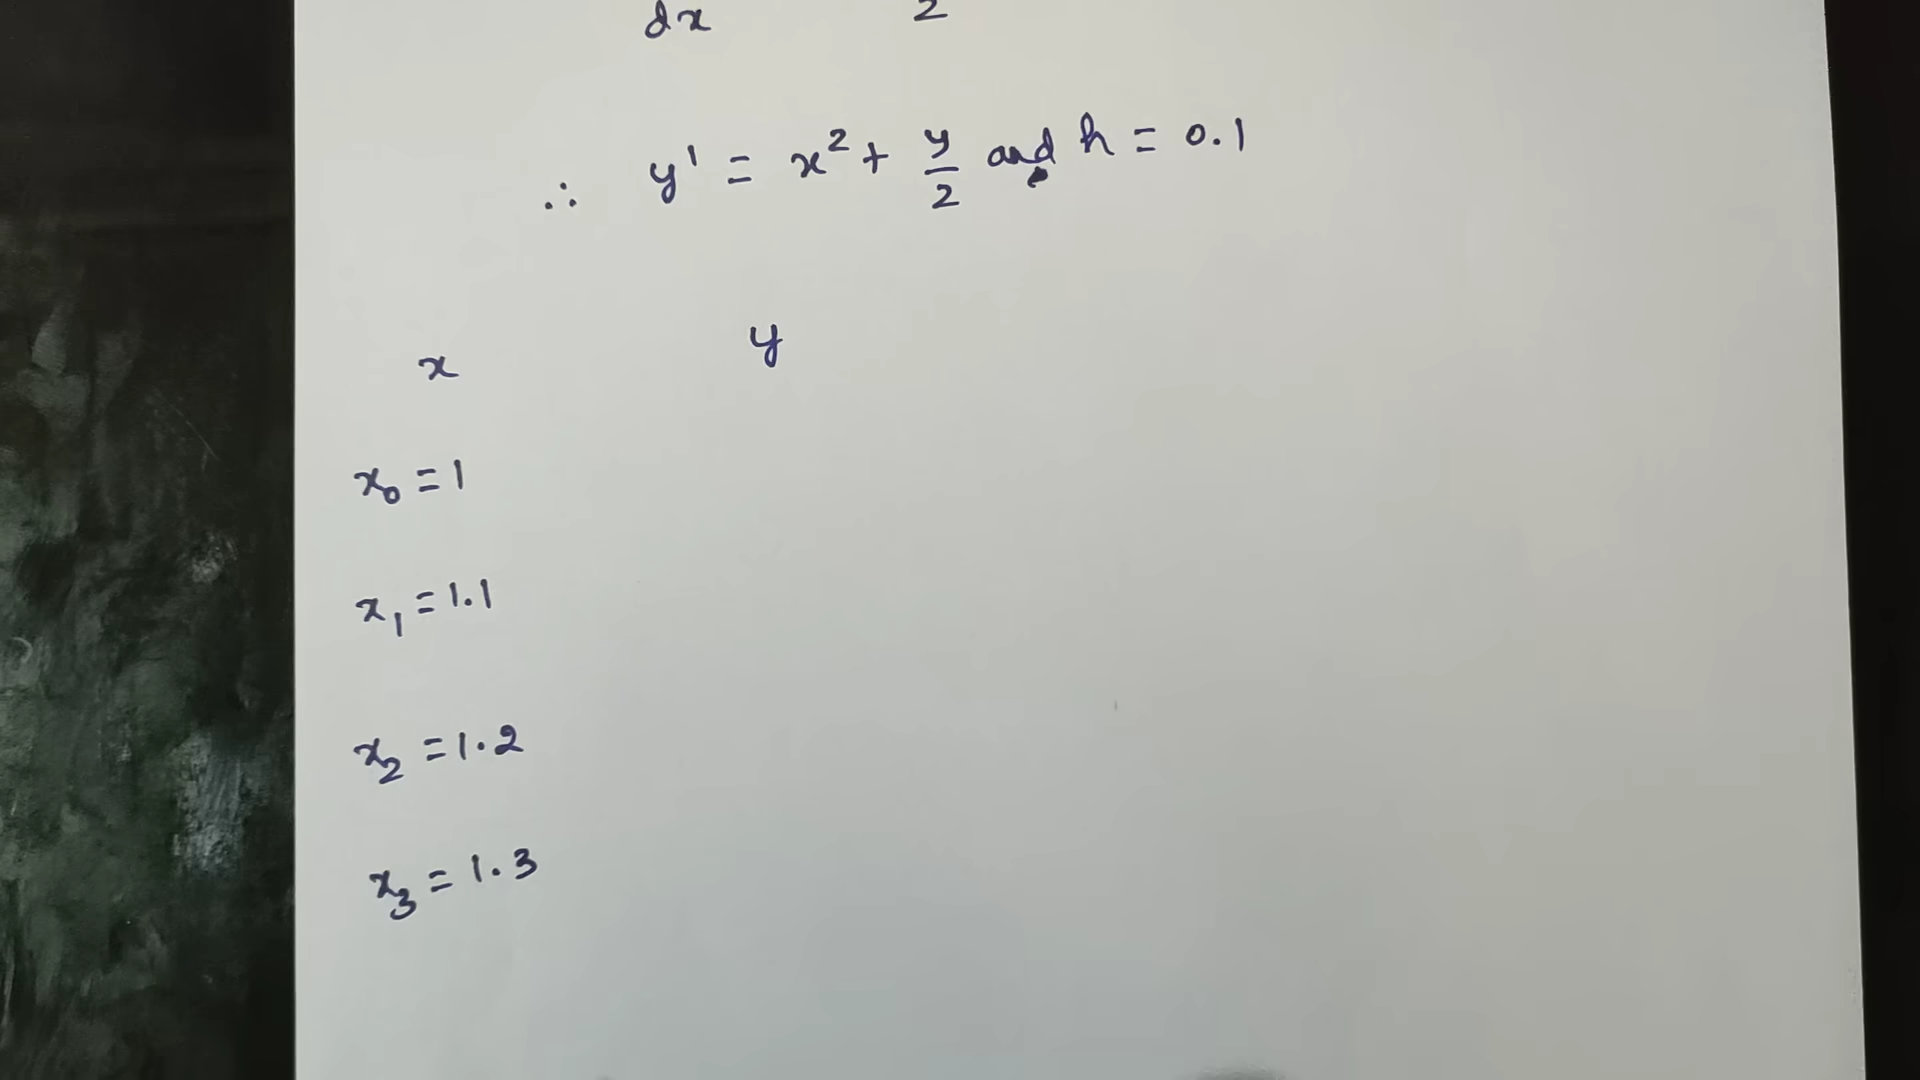 dx 2
∴ y' = x² + y/2 and h = 0.1
x y
x₀ = 1
x₁ = 1.1
x₂ = 1.2
x₃ = 1.3